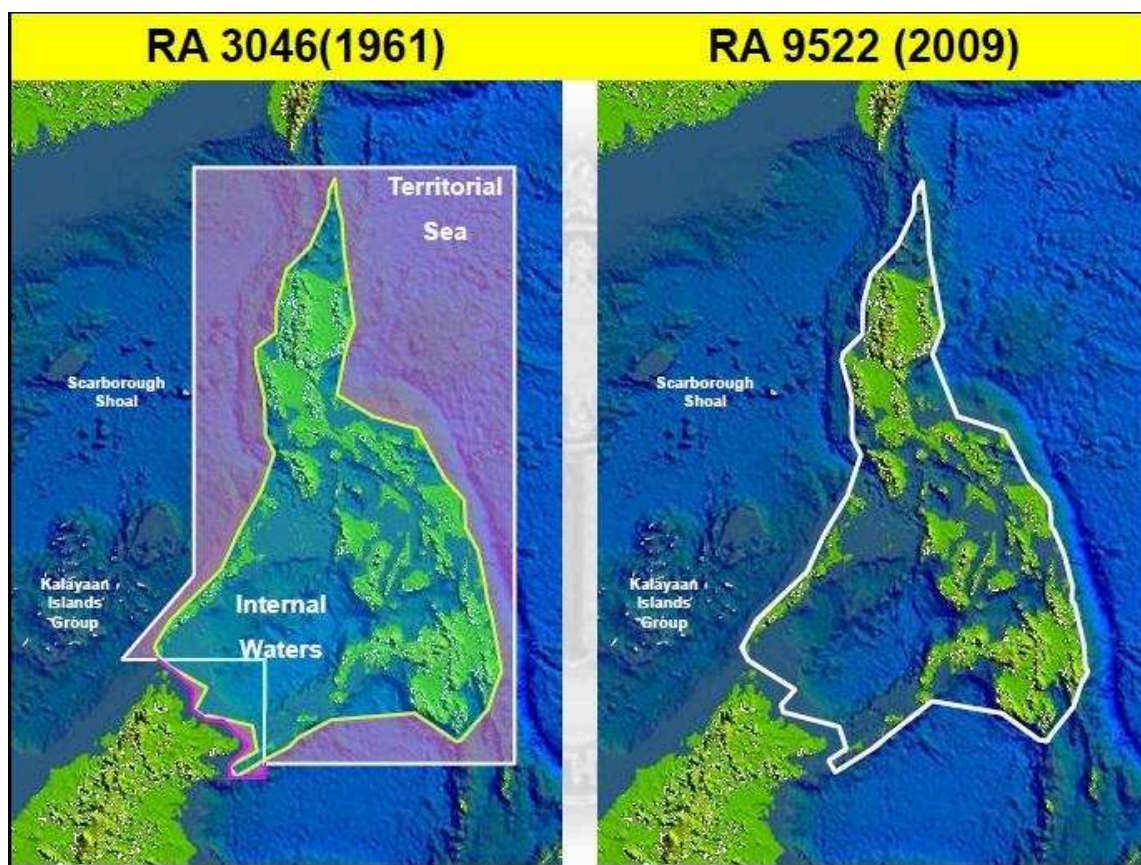 RA 3046(1961)
RA 9522 (2009)
Territorial
Sea
Scarborough
Shoal
Kalayaan
Islands
Group
Internal
Waters
Scarborough
Shoal
Kalayaan
Islands
Group